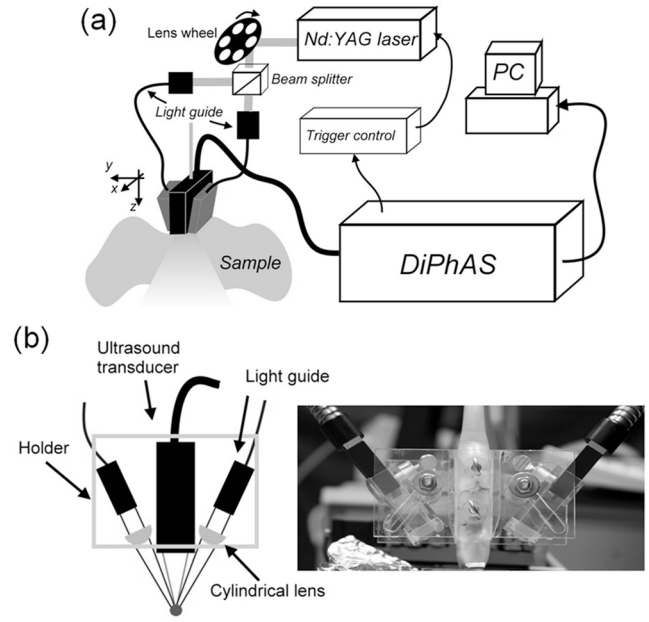 (a)
Lens wheel
Nd:YAG laser
PC
Beam splitter
Light guide
Trigger control
y
x
z
Sample
DiPhAS
(b)
Ultrasound
transducer
Light guide
Holder
Cylindrical lens